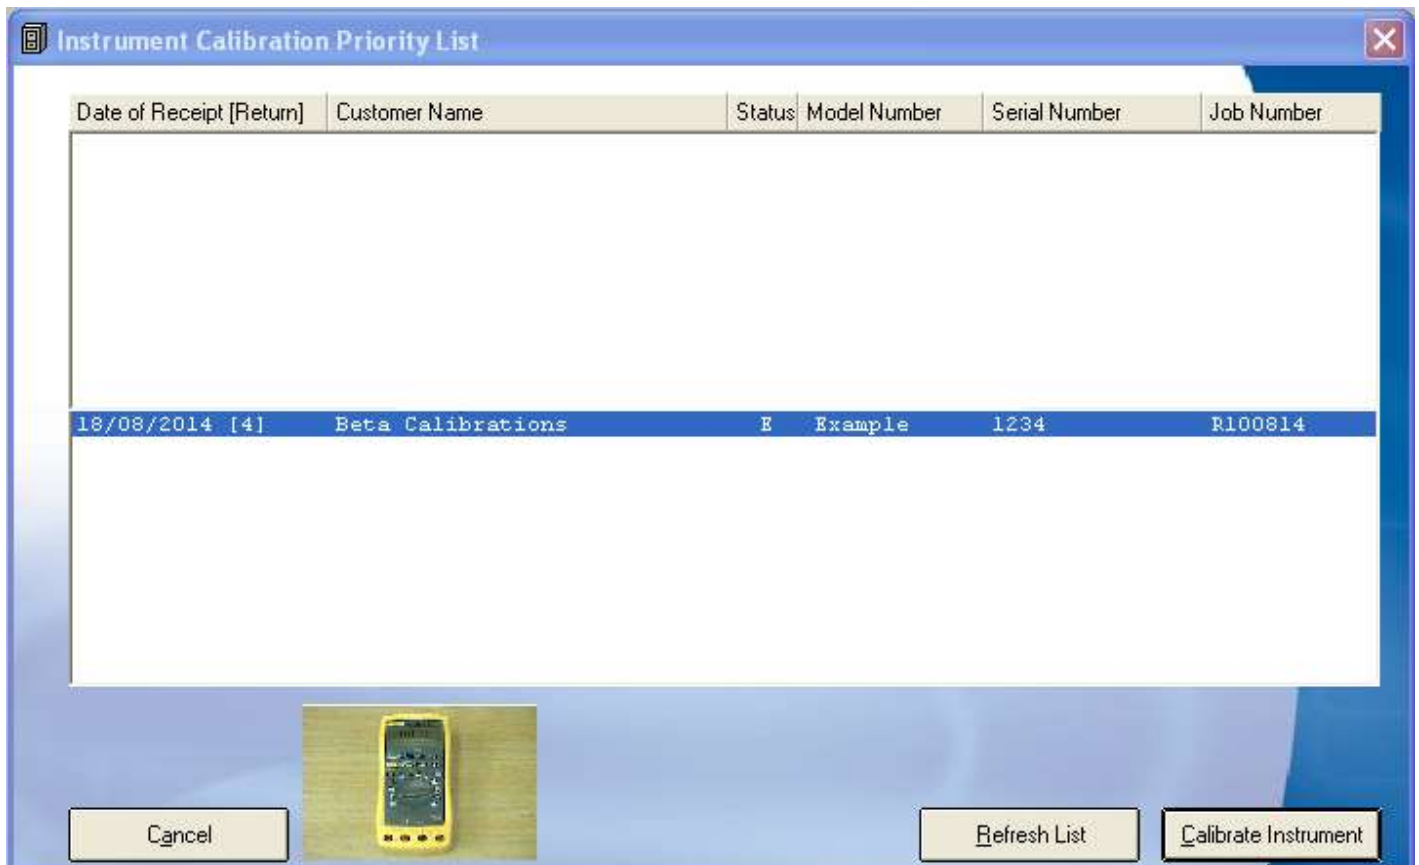 Instrument Calibration Priority List
Date of Receipt [Return] Customer Name Status Model Number Serial Number Job Number
18/08/2014 [4] Beta Calibrations E Example 1234 R100814
Cancel Refresh List Calibrate Instrument